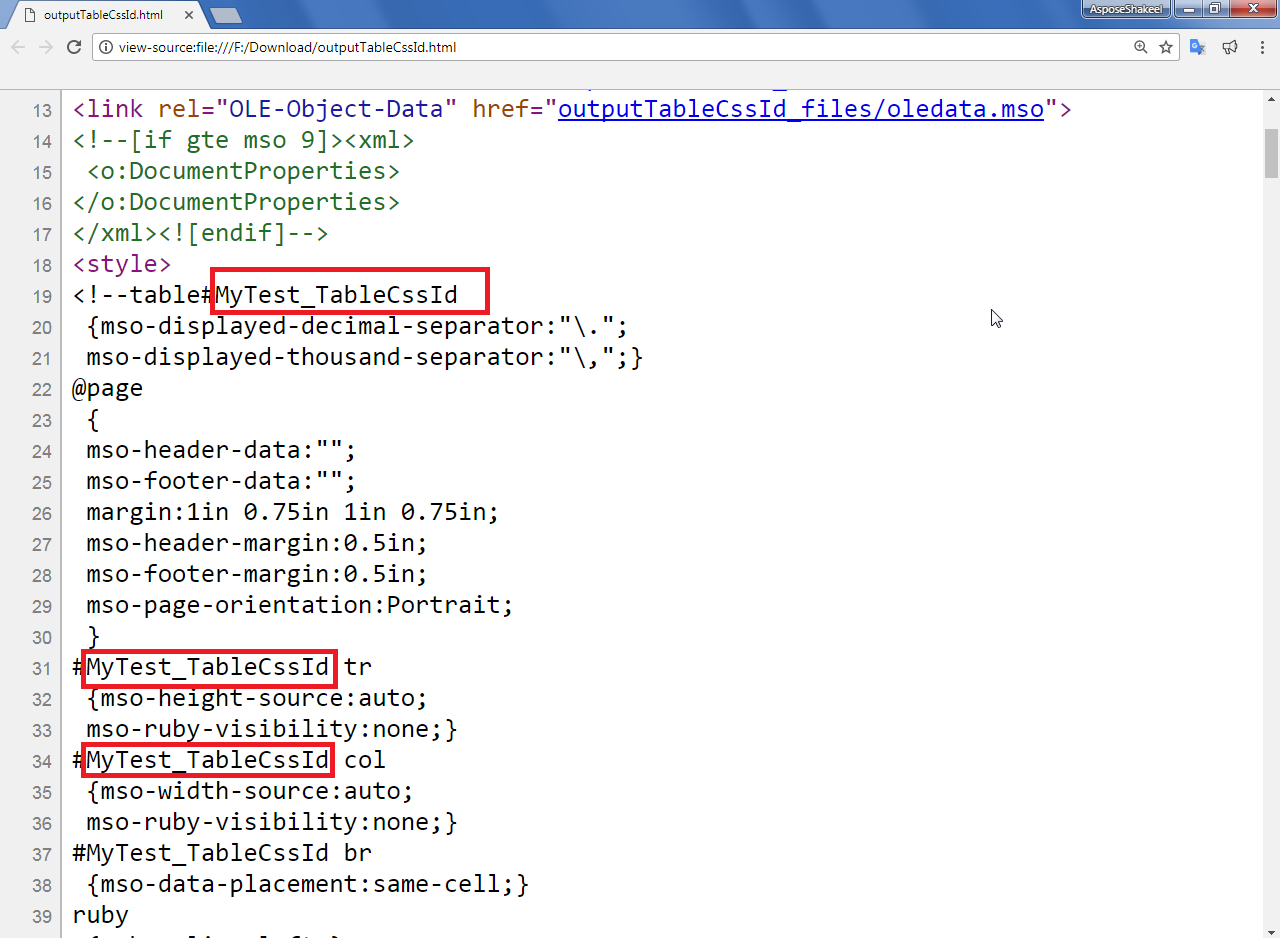 outputTableCssId.html
AsposeShakeel
view-source:file:///F:/Download/outputTableCssId.html
13 <link rel="OLE-Object-Data" href="outputTableCssId_files/oledata.mso">
14 <!--[if gte mso 9]><xml>
15 <o:DocumentProperties>
16 </o:DocumentProperties>
17 </xml><![endif]-->
18 <style>
19 <!--table#MyTest_TableCssId
20 {mso-displayed-decimal-separator:"\.";
21 mso-displayed-thousand-separator:"\,";}
22 @page
23 {
24 mso-header-data:"";
25 mso-footer-data:"";
26 margin:1in 0.75in 1in 0.75in;
27 mso-header-margin:0.5in;
28 mso-footer-margin:0.5in;
29 mso-page-orientation:Portrait;
30 }
31 #MyTest_TableCssId tr
32 {mso-height-source:auto;
33 mso-ruby-visibility:none;}
34 #MyTest_TableCssId col
35 {mso-width-source:auto;
36 mso-ruby-visibility:none;}
37 #MyTest_TableCssId br
38 {mso-data-placement:same-cell;}
39 ruby